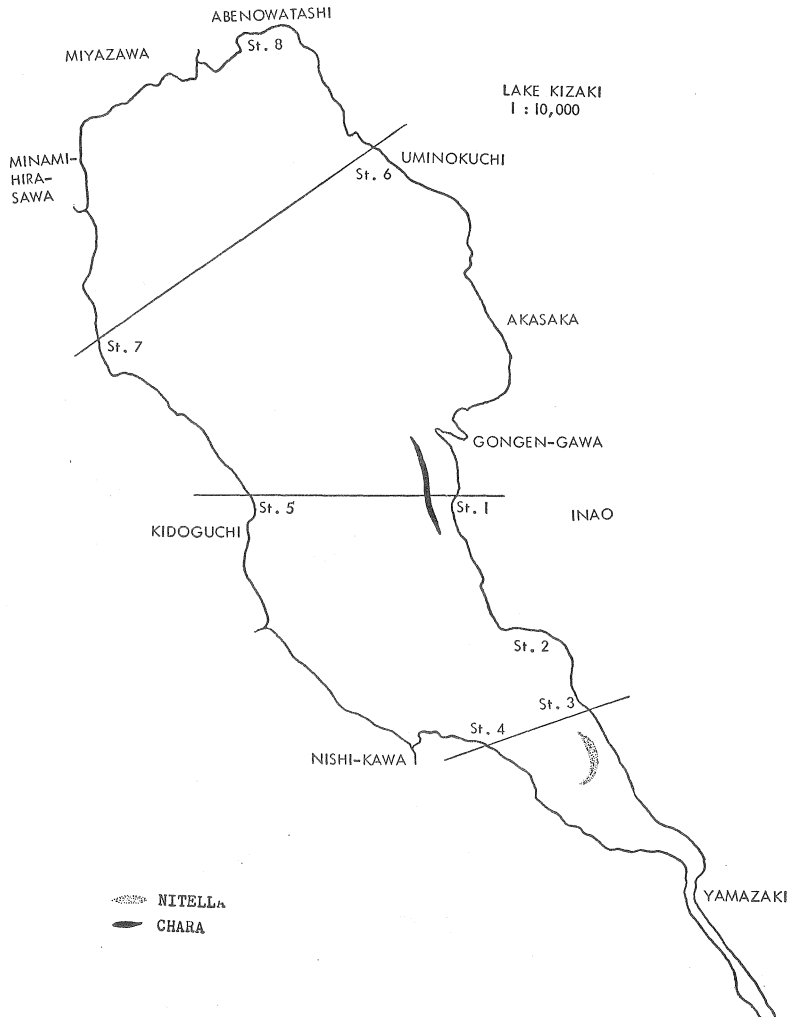 ABENOWATASHI
St. 8
MIYAZAWA
LAKE KIZAKI
1 : 10,000
MINAMI-
HIRA-
SAWA
UMINOKUCHI
St. 6
AKASAKA
St. 7
GONGEN-GAWA
St. 5
St. 1
INAO
KIDOGUCHI
St. 2
St. 3
St. 4
NISHI-KAWA
YAMAZAKI
NITELLA
CHARA